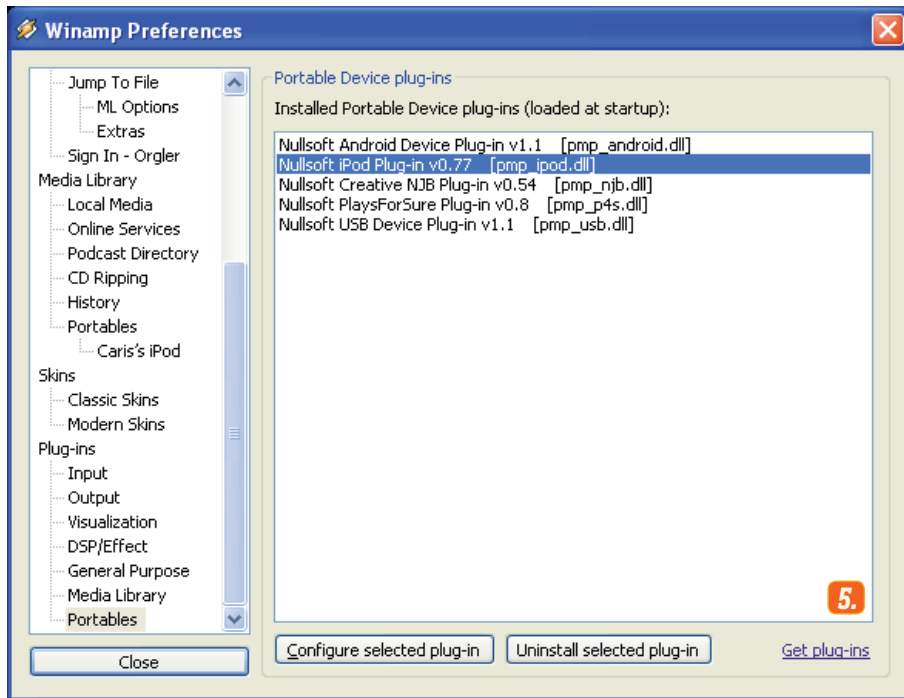 Winamp Preferences
Jump To File
ML Options
Extras
Sign In - Orgler
Media Library
Local Media
Online Services
Podcast Directory
CD Ripping
History
Portables
Caris's iPod
Skins
Classic Skins
Modern Skins
Plug-ins
Input
Output
Visualization
DSP/Effect
General Purpose
Media Library
Portables
Close
Portable Device plug-ins
Installed Portable Device plug-ins (loaded at startup):
Nullsoft Android Device Plug-in v1.1 [pmp_android.dll]
Nullsoft iPod Plug-in v0.77 [pmp_ipod.dll]
Nullsoft Creative NJB Plug-in v0.54 [pmp_njb.dll]
Nullsoft PlaysForSure Plug-in v0.8 [pmp_p4s.dll]
Nullsoft USB Device Plug-in v1.1 [pmp_usb.dll]
5.
Configure selected plug-in
Uninstall selected plug-in
Get plug-ins